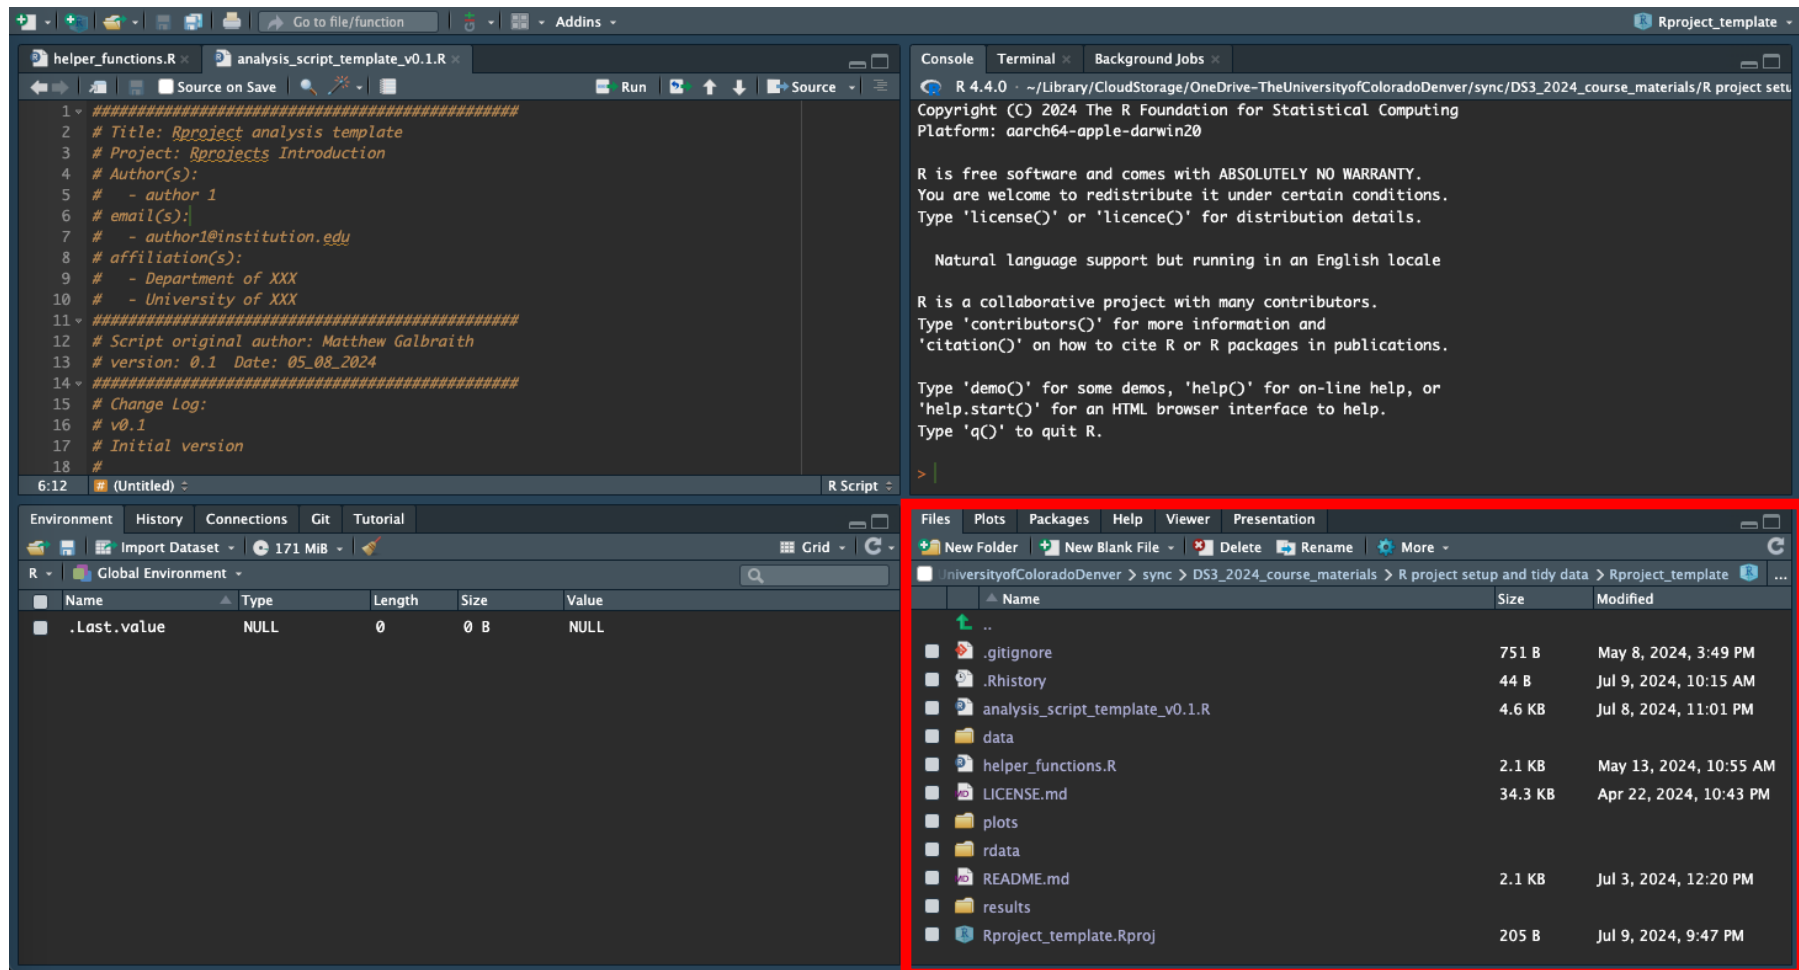 Go to file/function
Addins
Rproject_template
helper_functions.R
analysis_script_template_v0.1.R
Source on Save
Run
Source
1 ################################################
2 # Title: Rproject analysis template
3 # Project: Rprojects Introduction
4 # Author(s):
5 #   - author 1
6 # email(s):
7 #   - author1@institution.edu
8 # affiliation(s):
9 #   - Department of XXX
10 #   - University of XXX
11 ################################################
12 # Script original author: Matthew Galbraith
13 # version: 0.1  Date: 05_08_2024
14 ################################################
15 # Change Log:
16 # v0.1
17 # Initial version
18 #
6:12
# (Untitled)
R Script
Console
Terminal
Background Jobs
R 4.4.0 · ~/Library/CloudStorage/OneDrive-TheUniversityofColoradoDenver/sync/DS3_2024_course_materials/R project setu
Copyright (C) 2024 The R Foundation for Statistical Computing
Platform: aarch64-apple-darwin20
R is free software and comes with ABSOLUTELY NO WARRANTY.
You are welcome to redistribute it under certain conditions.
Type 'license()' or 'licence()' for distribution details.
Natural language support but running in an English locale
R is a collaborative project with many contributors.
Type 'contributors()' for more information and
'citation()' on how to cite R or R packages in publications.
Type 'demo()' for some demos, 'help()' for on-line help, or
'help.start()' for an HTML browser interface to help.
Type 'q()' to quit R.
>
Environment
History
Connections
Git
Tutorial
Import Dataset
171 MiB
Grid
R
Global Environment
Name Type Length Size Value
.Last.value NULL 0 0 B NULL
Files
Plots
Packages
Help
Viewer
Presentation
New Folder
New Blank File
Delete
Rename
More
UniversityofColoradoDenver > sync > DS3_2024_course_materials > R project setup and tidy data > Rproject_template
...
Name Size Modified
..
.gitignore 751 B May 8, 2024, 3:49 PM
.Rhistory 44 B Jul 9, 2024, 10:15 AM
analysis_script_template_v0.1.R 4.6 KB Jul 8, 2024, 11:01 PM
data
helper_functions.R 2.1 KB May 13, 2024, 10:55 AM
LICENSE.md 34.3 KB Apr 22, 2024, 10:43 PM
plots
rdata
README.md 2.1 KB Jul 3, 2024, 12:20 PM
results
Rproject_template.Rproj 205 B Jul 9, 2024, 9:47 PM